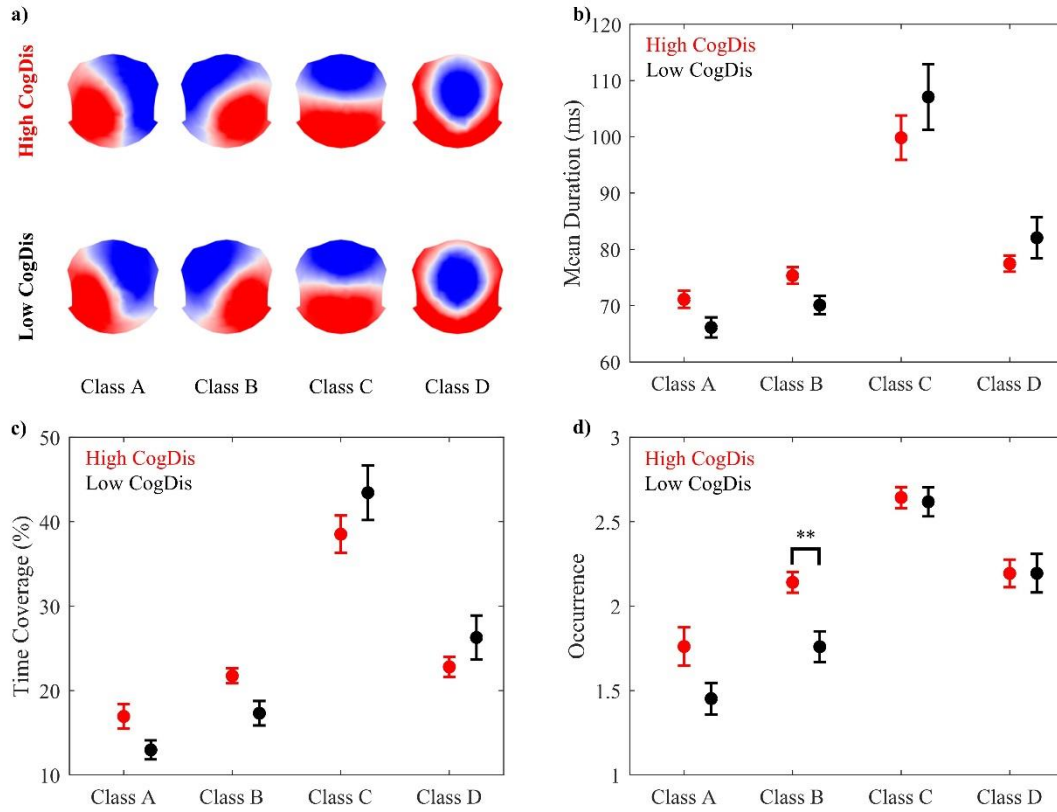 a)
High CogDis
Low CogDis
Class A Class B Class C Class D
b)
High CogDis
Low CogDis
Mean Duration (ms)
120
110
100
90
80
70
60
Class A Class B Class C Class D
c)
High CogDis
Low CogDis
Time Coverage (%)
50
40
30
20
10
Class A Class B Class C Class D
d)
High CogDis
Low CogDis
**
Occurrence
3
2.5
2
1.5
1
Class A Class B Class C Class D